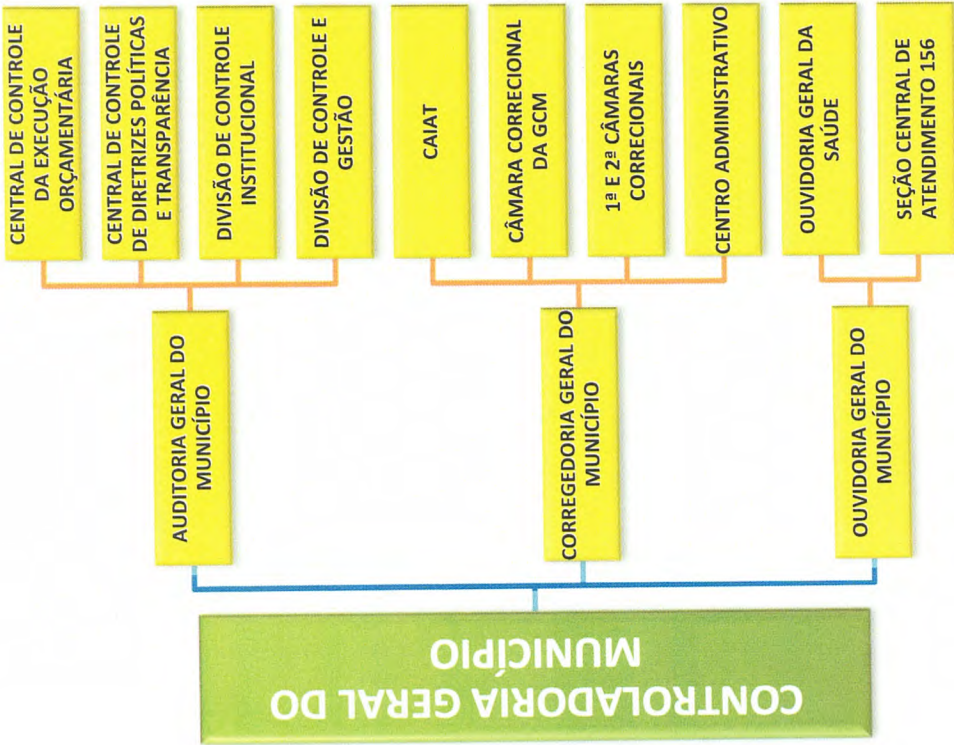 CONTROLADORIA GERAL DO
MUNICÍPIO
AUDITORIA GERAL DO
MUNICÍPIO
CENTRAL DE CONTROLE
DA EXECUÇÃO
ORÇAMENTÁRIA
CENTRAL DE CONTROLE
DE DIRETRIZES POLÍTICAS
E TRANSPARÊNCIA
DIVISÃO DE CONTROLE
INSTITUCIONAL
DIVISÃO DE CONTROLE E
GESTÃO
CORREGEDORIA GERAL DO
MUNICÍPIO
CAIAT
CÂMARA CORRECIONAL
DA GCM
1ª E 2ª CÂMARAS
CORRECIONAIS
CENTRO ADMINISTRATIVO
OUVIDORIA GERAL DO
MUNICÍPIO
OUVIDORIA GERAL DA
SAÚDE
SEÇÃO CENTRAL DE
ATENDIMENTO 156